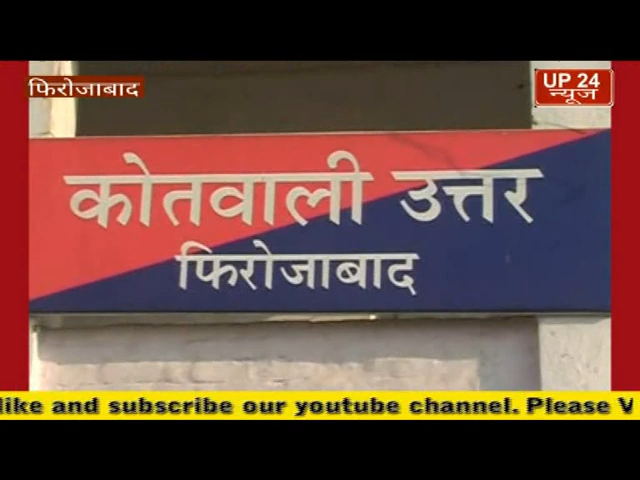 फिरोजाबाद
UP 24
न्यूज
कोतवाली उत्तर
फिरोजाबाद
like and subscribe our youtube channel. Please V